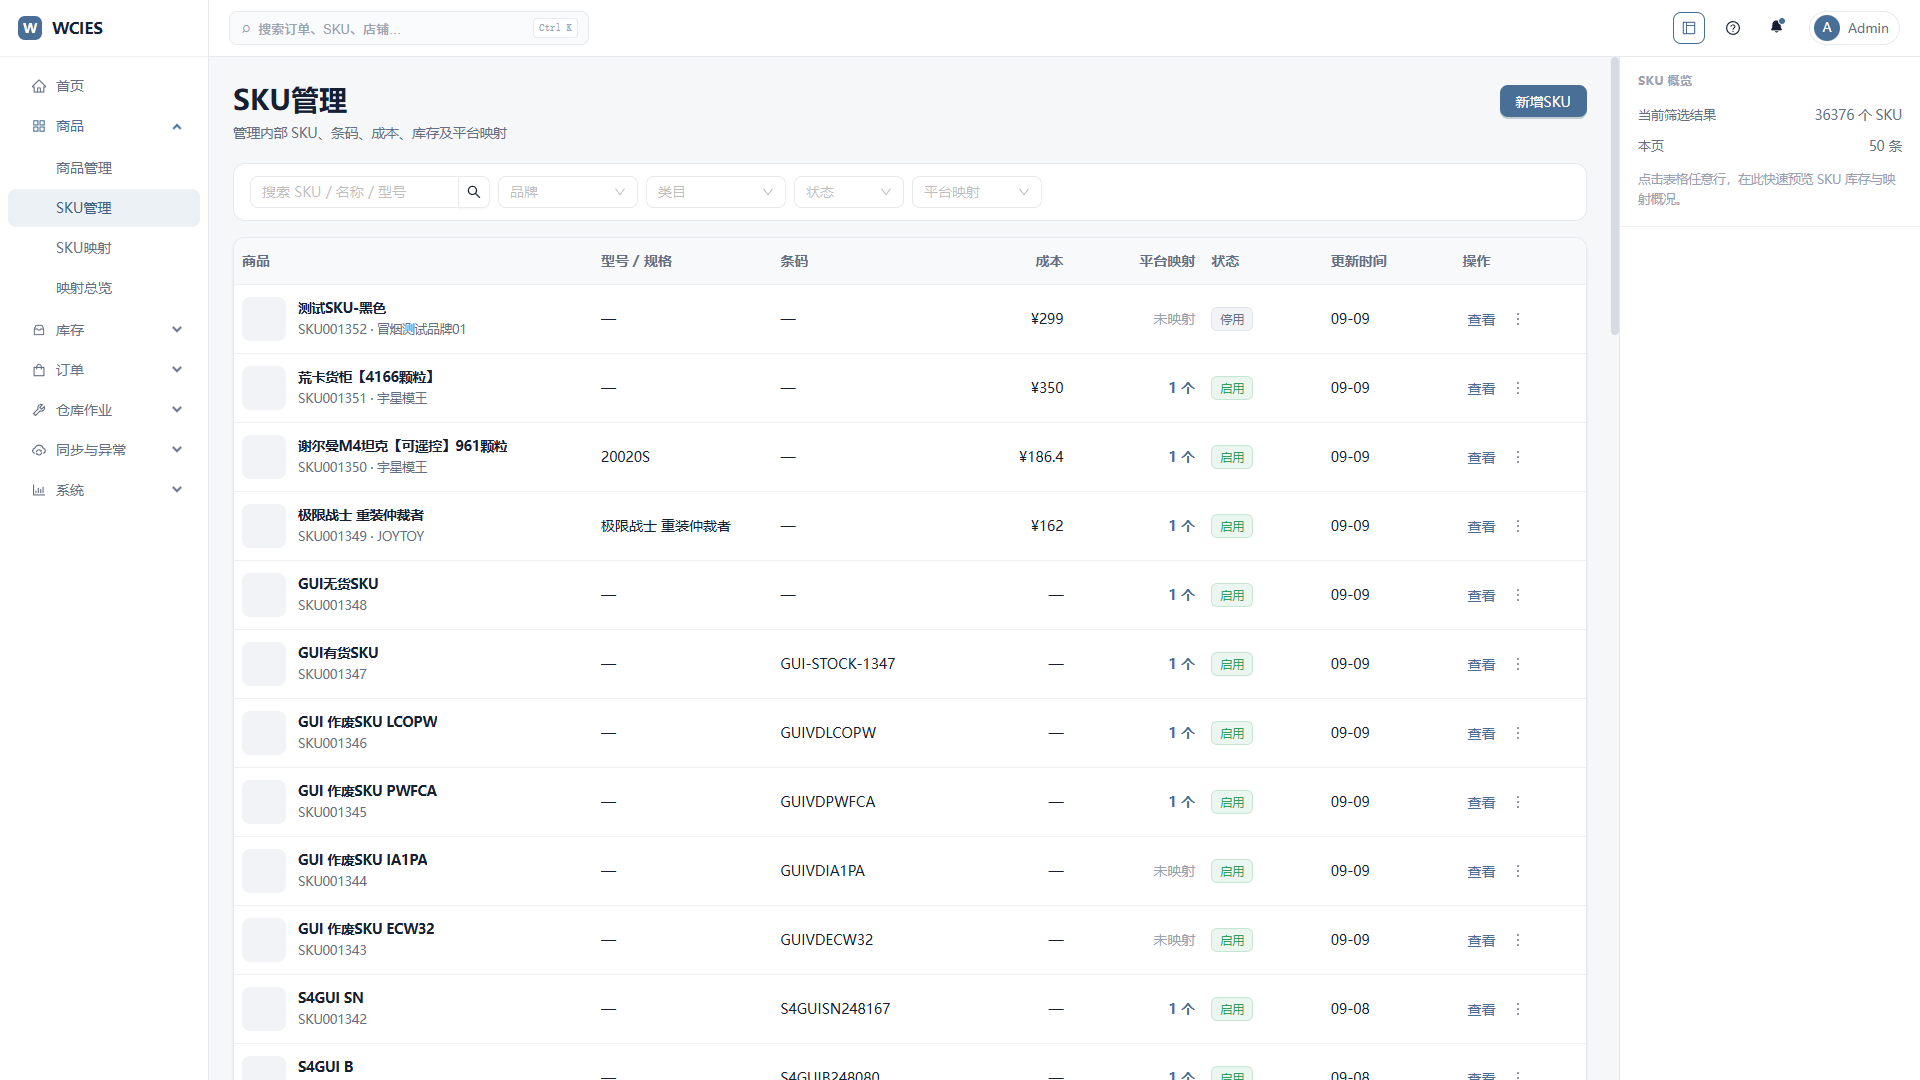 W WCIES
搜索订单、SKU、店铺... Ctrl K
A Admin
首页
商品
商品管理
SKU管理
SKU映射
映射总览
库存
订单
仓库作业
同步与异常
系统
SKU管理
管理内部 SKU、条码、成本、库存及平台映射
新增SKU
搜索 SKU / 名称 / 型号 品牌 类目 状态 平台映射
商品 型号 / 规格 条码 成本 平台映射 状态 更新时间 操作
测试SKU-黑色
SKU001352 · 冒烟测试品牌01
— — ¥299 未映射 停用 09-09 查看
荒卡货柜【4166颗粒】
SKU001351 · 宇星模王
— — ¥350 1 个 启用 09-09 查看
谢尔曼M4坦克【可遥控】961颗粒
SKU001350 · 宇星模王
20020S — ¥186.4 1 个 启用 09-09 查看
极限战士 重装仲裁者
SKU001349 · JOYTOY
极限战士 重装仲裁者 — ¥162 1 个 启用 09-09 查看
GUI无货SKU
SKU001348
— — — 1 个 启用 09-09 查看
GUI有货SKU
SKU001347
— GUI-STOCK-1347 — 1 个 启用 09-09 查看
GUI 作废SKU LCOPW
SKU001346
— GUIVDLCOPW — 1 个 启用 09-09 查看
GUI 作废SKU PWFCA
SKU001345
— GUIVDPWFCA — 1 个 启用 09-09 查看
GUI 作废SKU IA1PA
SKU001344
— GUIVDIA1PA — 未映射 启用 09-09 查看
GUI 作废SKU ECW32
SKU001343
— GUIVDECW32 — 未映射 启用 09-09 查看
S4GUI SN
SKU001342
— S4GUISN248167 — 1 个 启用 09-08 查看
S4GUI B
— S4GUIB248080 — 1 个 启用 09-08 查看
SKU 概览
当前筛选结果 36376 个 SKU
本页 50 条
点击表格任意行，在此快速预览 SKU 库存与映
射概况。